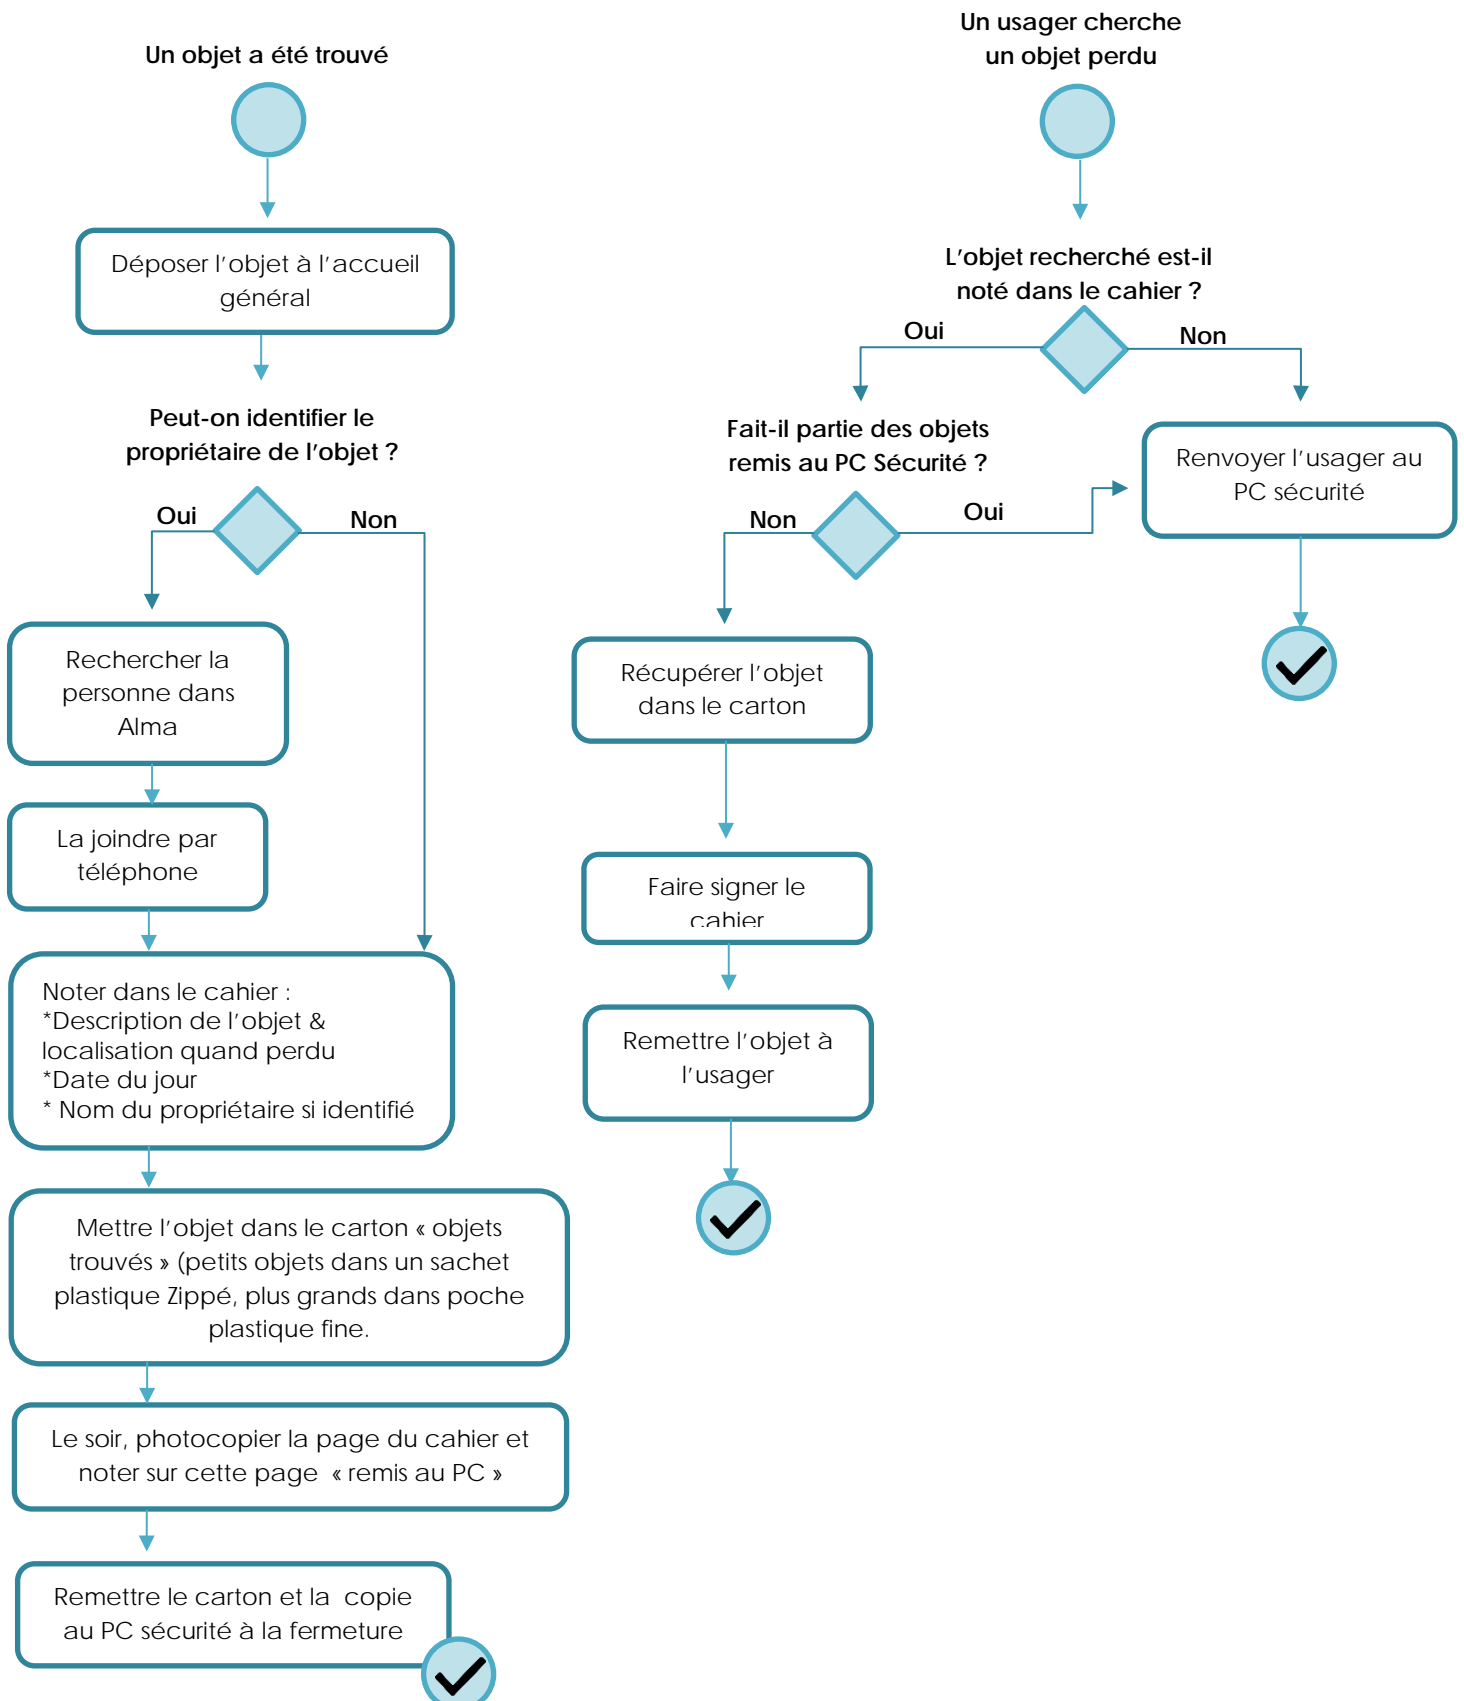 Un objet a été trouvé
Déposer l’objet à l’accueil
général
Peut-on identifier le
propriétaire de l’objet ?
Oui
Non
Rechercher la
personne dans
Alma
La joindre par
téléphone
Noter dans le cahier :
*Description de l’objet &
localisation quand perdu
*Date du jour
* Nom du propriétaire si identifié
Mettre l’objet dans le carton « objets
trouvés » (petits objets dans un sachet
plastique Zippé, plus grands dans poche
plastique fine.
Le soir, photocopier la page du cahier et
noter sur cette page « remis au PC »
Remettre le carton et la copie
au PC sécurité à la fermeture
Un usager cherche
un objet perdu
L’objet recherché est-il
noté dans le cahier ?
Oui
Non
Fait-il partie des objets
remis au PC Sécurité ?
Non
Oui
Renvoyer l’usager au
PC sécurité
Récupérer l’objet
dans le carton
Faire signer le
cahier
Remettre l’objet à
l’usager